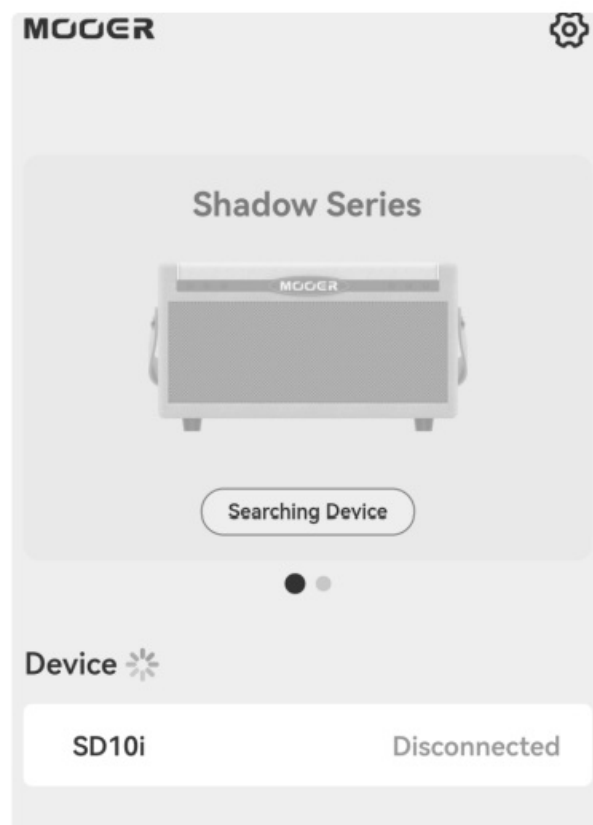 MOOER
Shadow Series
MOOER
Searching Device
Device
SD10i Disconnected